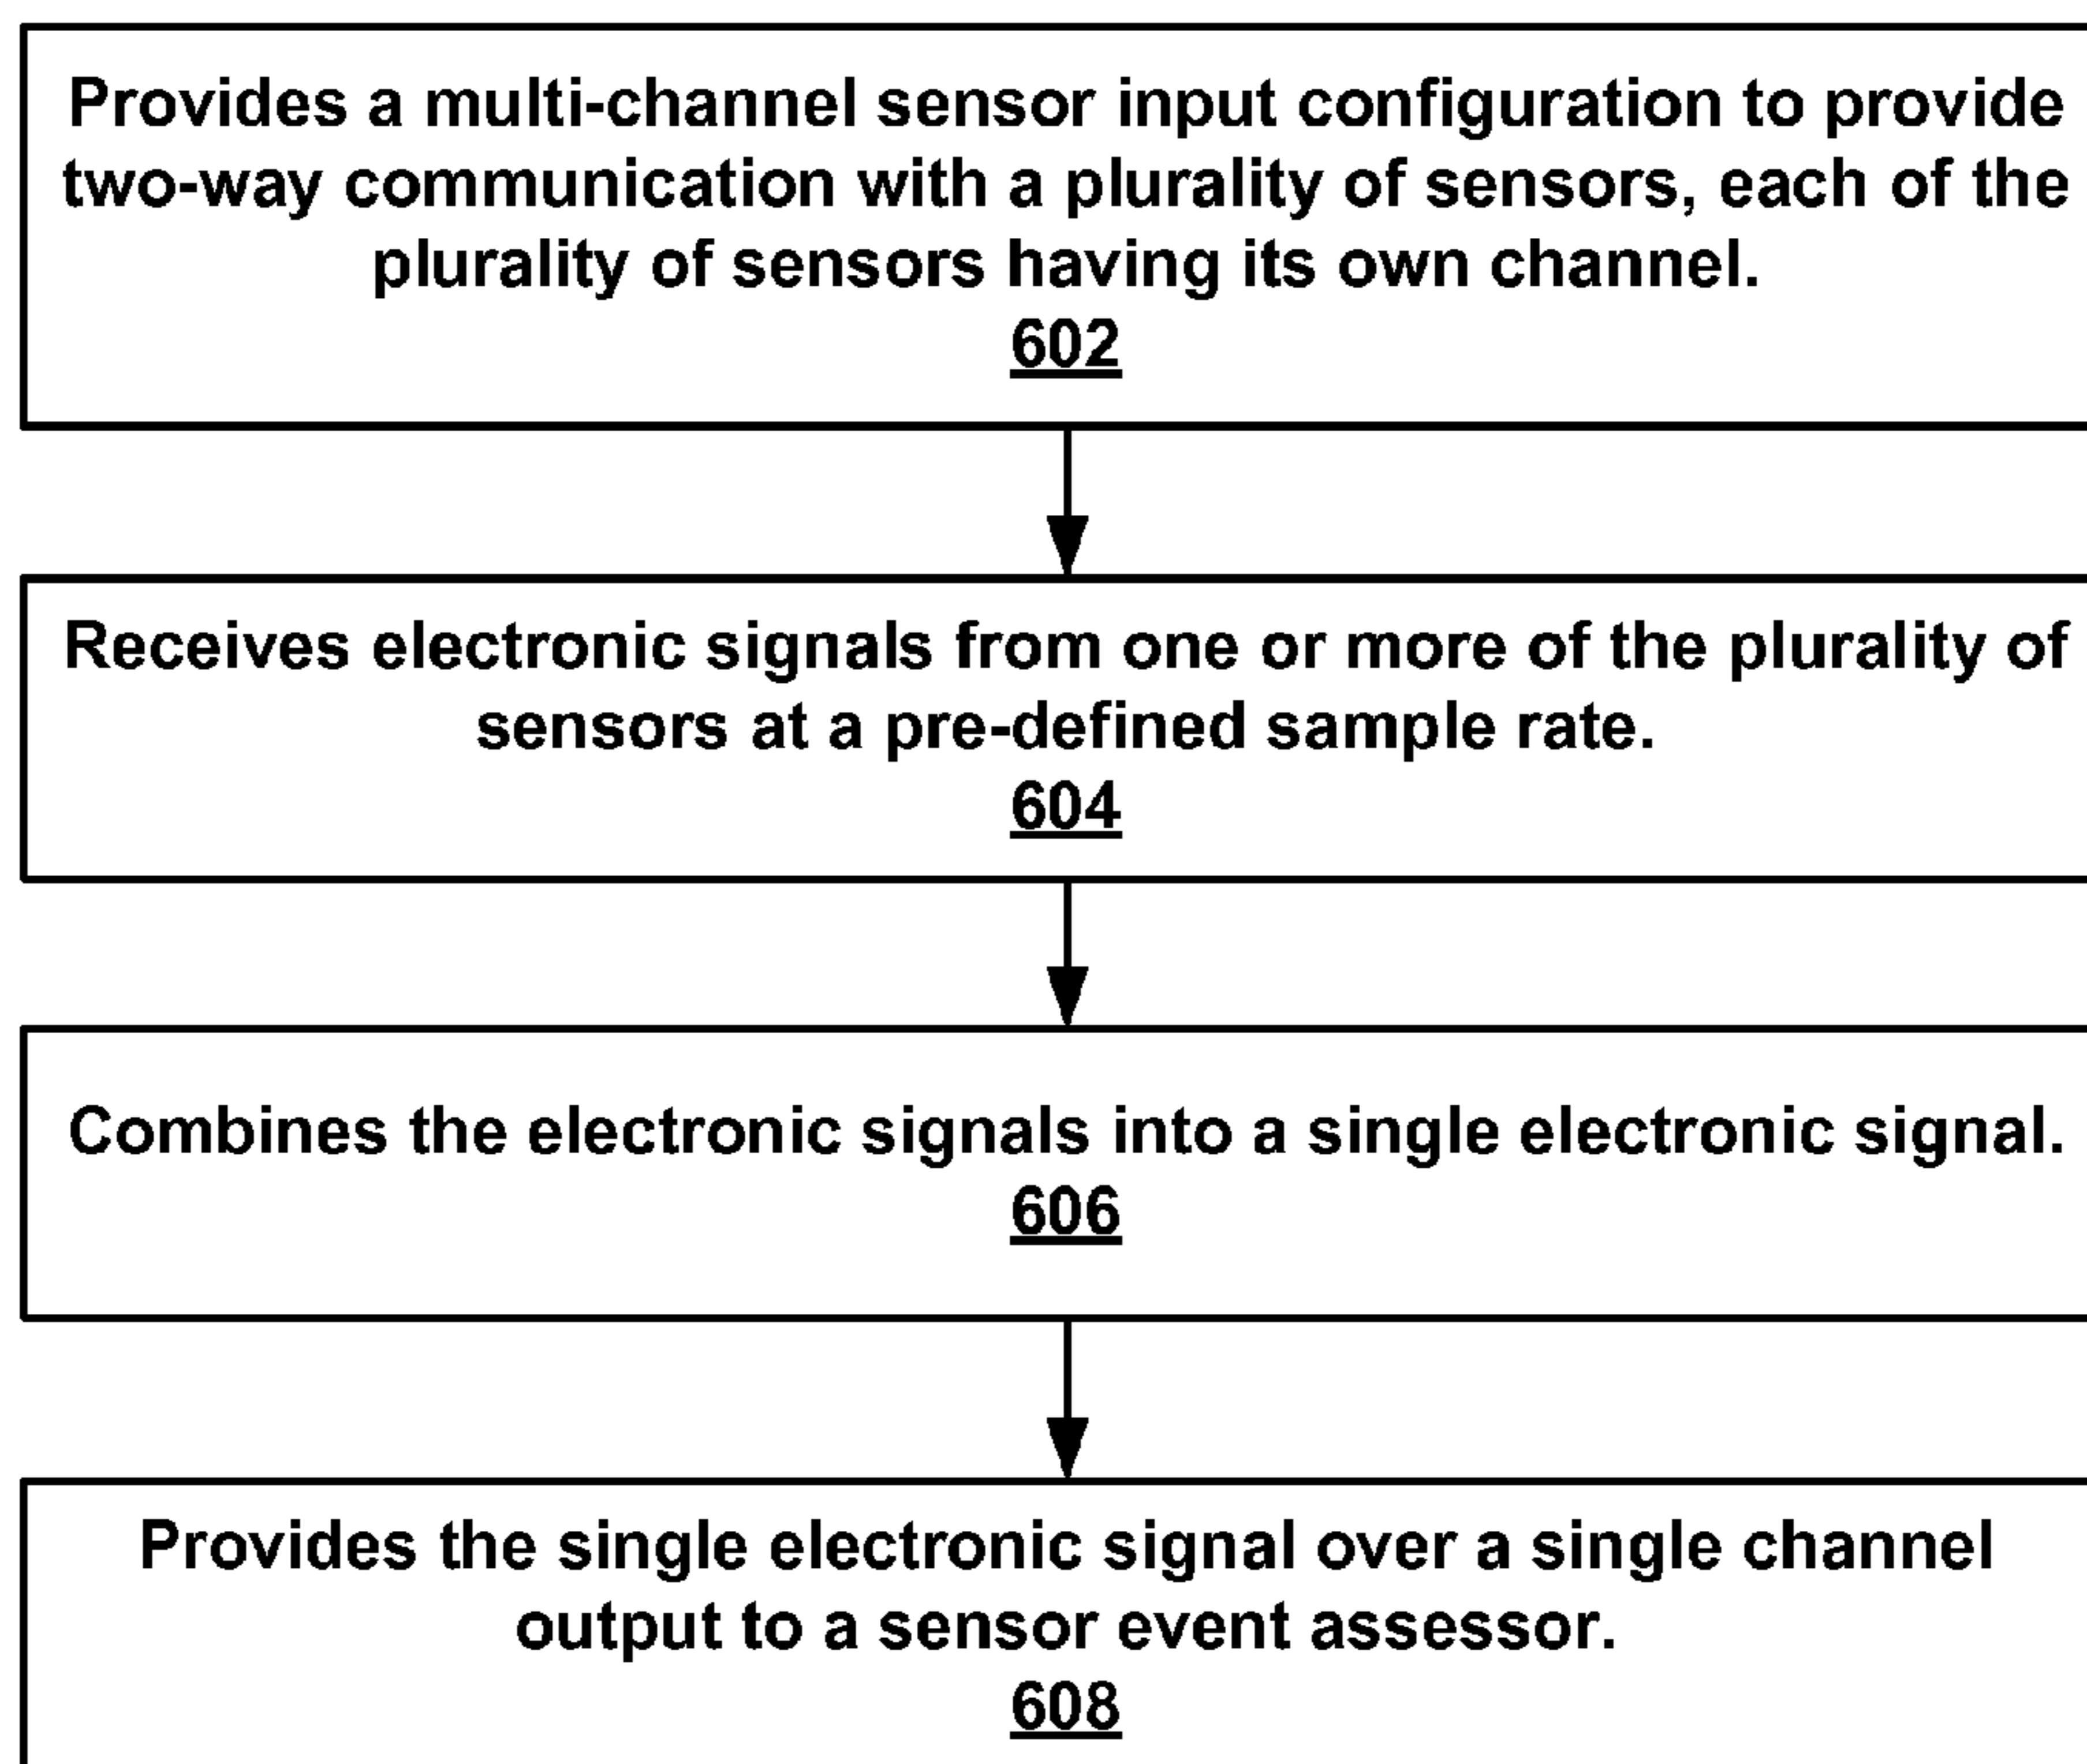 Provides a multi-channel sensor input configuration to provide
two-way communication with a plurality of sensors, each of the
plurality of sensors having its own channel.
602
Receives electronic signals from one or more of the plurality of
sensors at a pre-defined sample rate.
604
Combines the electronic signals into a single electronic signal.
606
Provides the single electronic signal over a single channel
output to a sensor event assessor.
608